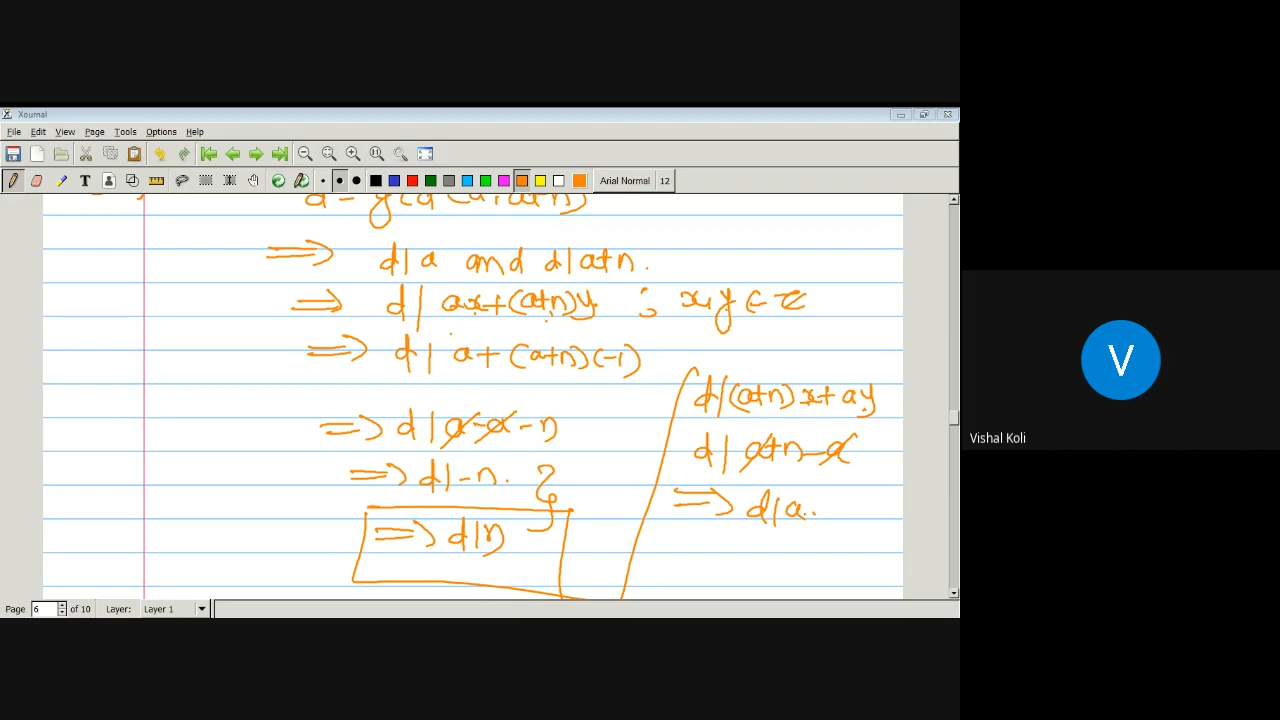 Xournal
File Edit View Page Tools Options Help
Arial Normal 12
d = gcd (a, a+n)
⟹ d|a and d|a+n.
⟹ d| ax+(a+n)y ; x,y ∈ Z
⟹ d| a+(a+n)(-1)
⟹ d| a-a-n
⟹ d|-n.
⟹ d|n
d|(a+n)x+ay
d| a+n-a
⟹ d|a..
Vishal Koli
V
Page 6 of 10 Layer: Layer 1